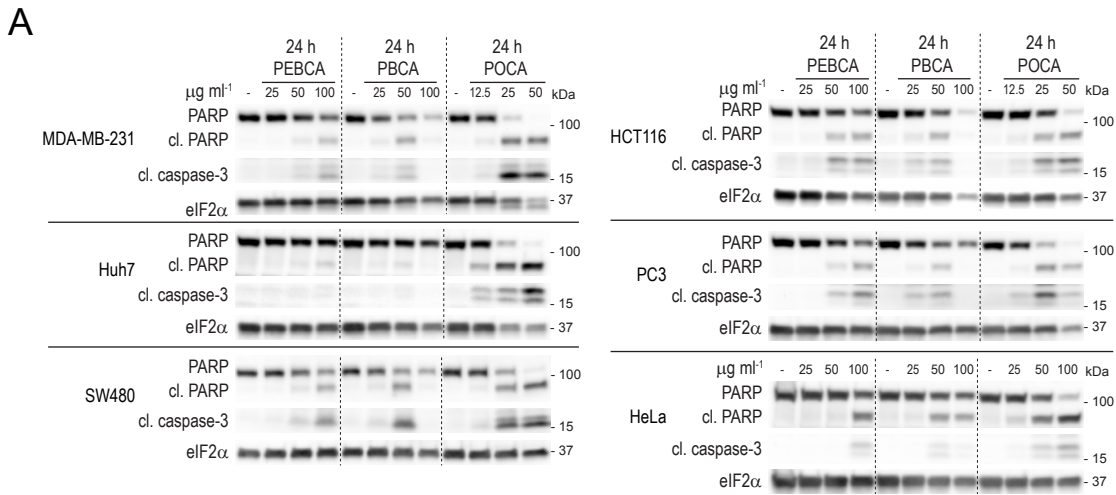 A
24 h 24 h 24 h
PEBCA PBCA POCA
μg ml-1 - 25 50 100 - 25 50 100 - 12.5 25 50 kDa
MDA-MB-231
PARP - 100
cl. PARP
cl. caspase-3 - 15
eIF2α - 37
Huh7
PARP - 100
cl. PARP
cl. caspase-3 - 15
eIF2α - 37
SW480
PARP - 100
cl. PARP
cl. caspase-3 - 15
eIF2α - 37
24 h 24 h 24 h
PEBCA PBCA POCA
μg ml-1 - 25 50 100 - 25 50 100 - 12.5 25 50 kDa
HCT116
PARP - 100
cl. PARP
cl. caspase-3 - 15
eIF2α - 37
PC3
PARP - 100
cl. PARP
cl. caspase-3 - 15
eIF2α - 37
μg ml-1 - 25 50 100 - 25 50 100 - 25 50 100
HeLa
PARP - 100
cl. PARP
cl. caspase-3 - 15
eIF2α - 37